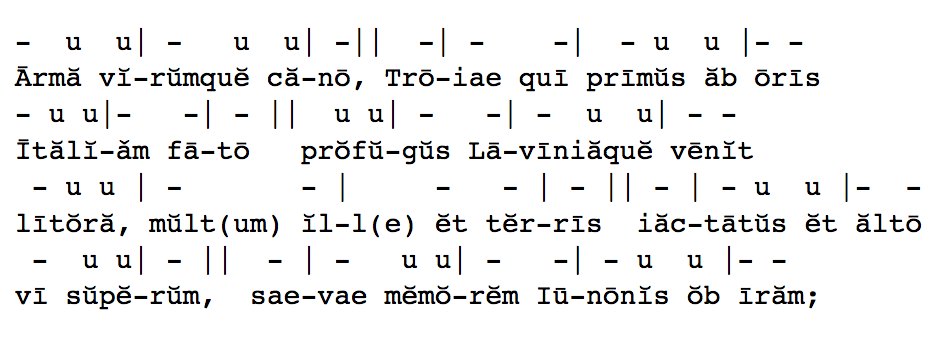 -  u  u| -   u  u| -||  -| -    -|  - u  u |- -
Ārmă vĭ-rŭmquĕ că-nō, Trō-iae quī prīmŭs ăb ōrīs
- u u|-   -| - ||  u u| -   -| -  u  u| - -
Ītălĭ-ăm fā-tō   prŏfŭ-gŭs Lā-vīniăquĕ vēnĭt
- u u | -       - |     -   - | - || - | - u  u |-  -
lītŏră, mŭlt(um) ĭl-l(e) ĕt tĕr-rīs  iăc-tātŭs ĕt ăltō
-  u u| - ||  - | -   u u| -   -| - u  u |- -
vī sŭpĕ-rŭm,  sae-vae mĕmŏ-rĕm Iū-nōnĭs ŏb īrăm;